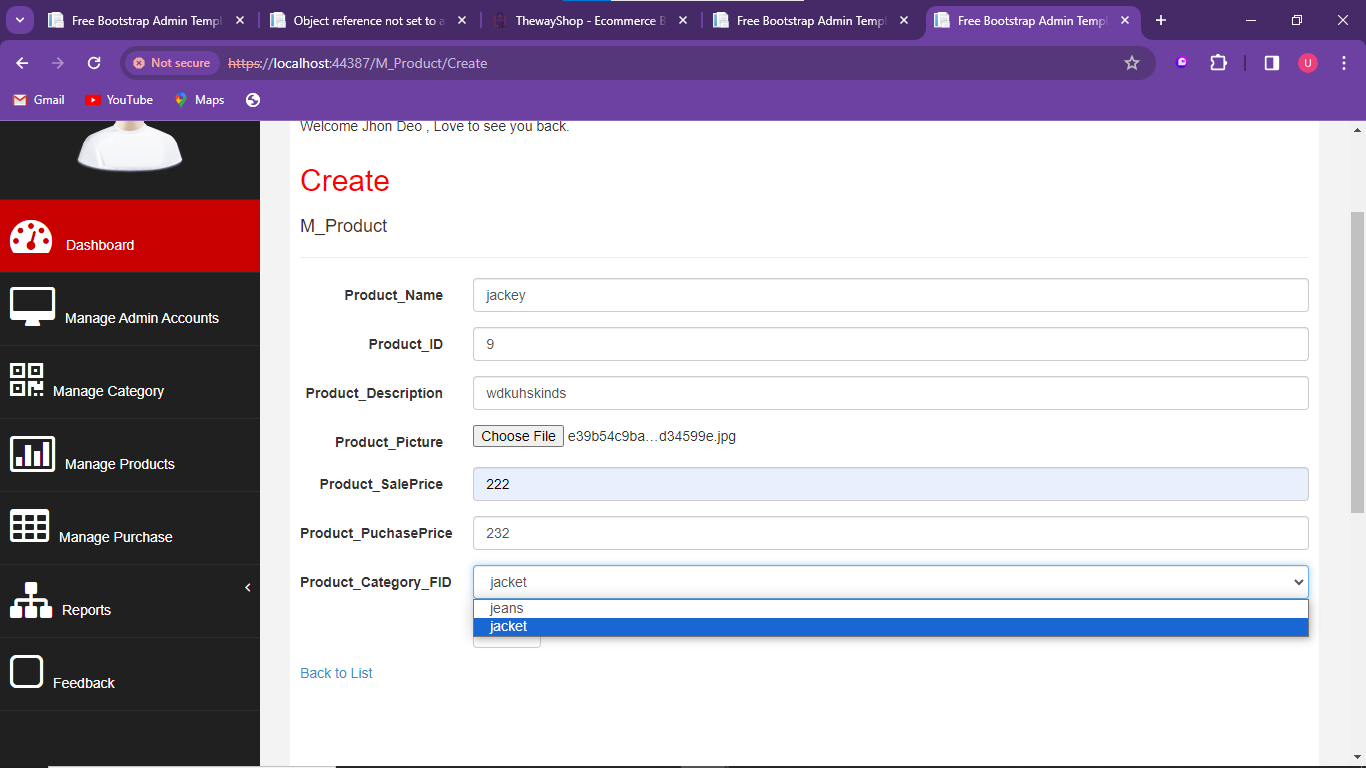 Free Bootstrap Admin Templ
Object reference not set to a
ThewayShop - Ecommerce B
Free Bootstrap Admin Templ
Free Bootstrap Admin Templ
Not secure https://localhost:44387/M_Product/Create
U
Gmail YouTube Maps
Welcome Jhon Deo , Love to see you back.
Create
M_Product
Dashboard
Manage Admin Accounts
Manage Category
Manage Products
Manage Purchase
Reports
Feedback
Product_Name jackey
Product_ID 9
Product_Description wdkuhskinds
Product_Picture Choose File e39b54c9ba...d34599e.jpg
Product_SalePrice 222
Product_PuchasePrice 232
Product_Category_FID jacket
jeans
jacket
Back to List